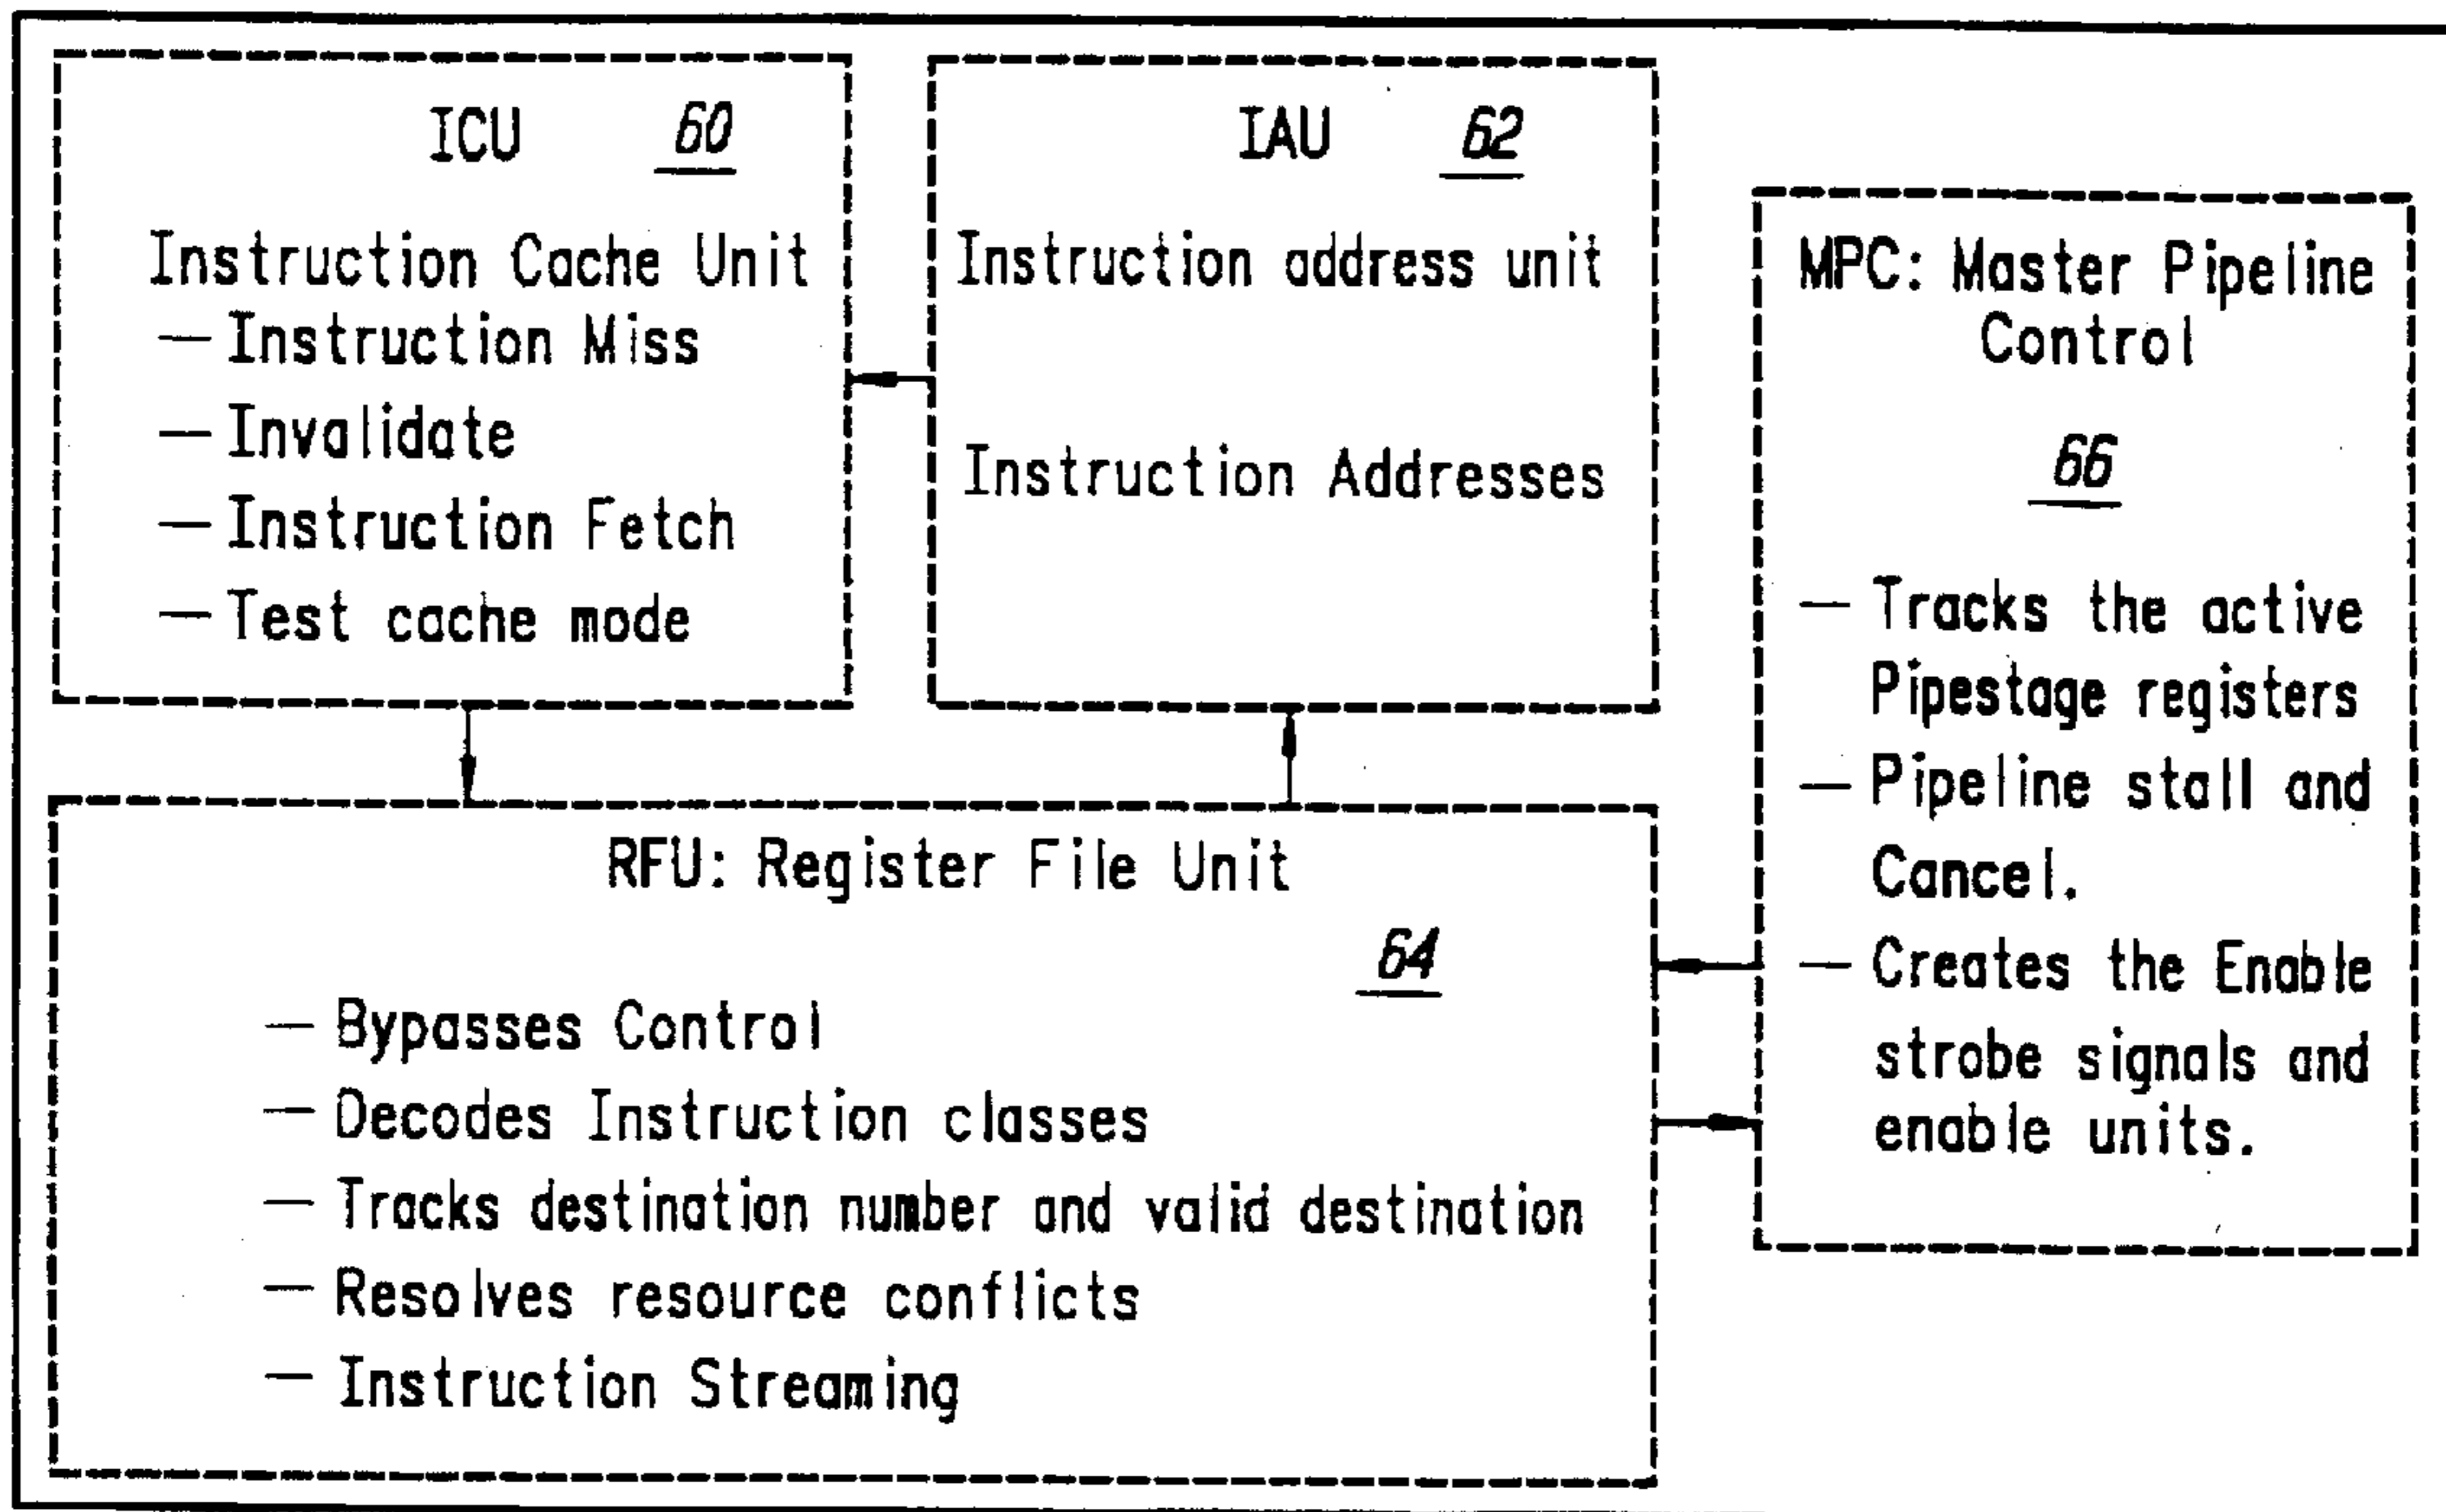 ICU 60
Instruction Cache Unit
— Instruction Miss
— Invalidate
— Instruction Fetch
— Test cache mode
IAU 62
Instruction address unit
Instruction Addresses
MPC: Master Pipeline
Control
66
— Tracks the active
Pipestage registers
— Pipeline stall and
Cancel.
— Creates the Enable
strobe signals and
enable units.
RFU: Register File Unit
64
— Bypasses Control
— Decodes Instruction classes
— Tracks destination number and valid destination
— Resolves resource conflicts
— Instruction Streaming